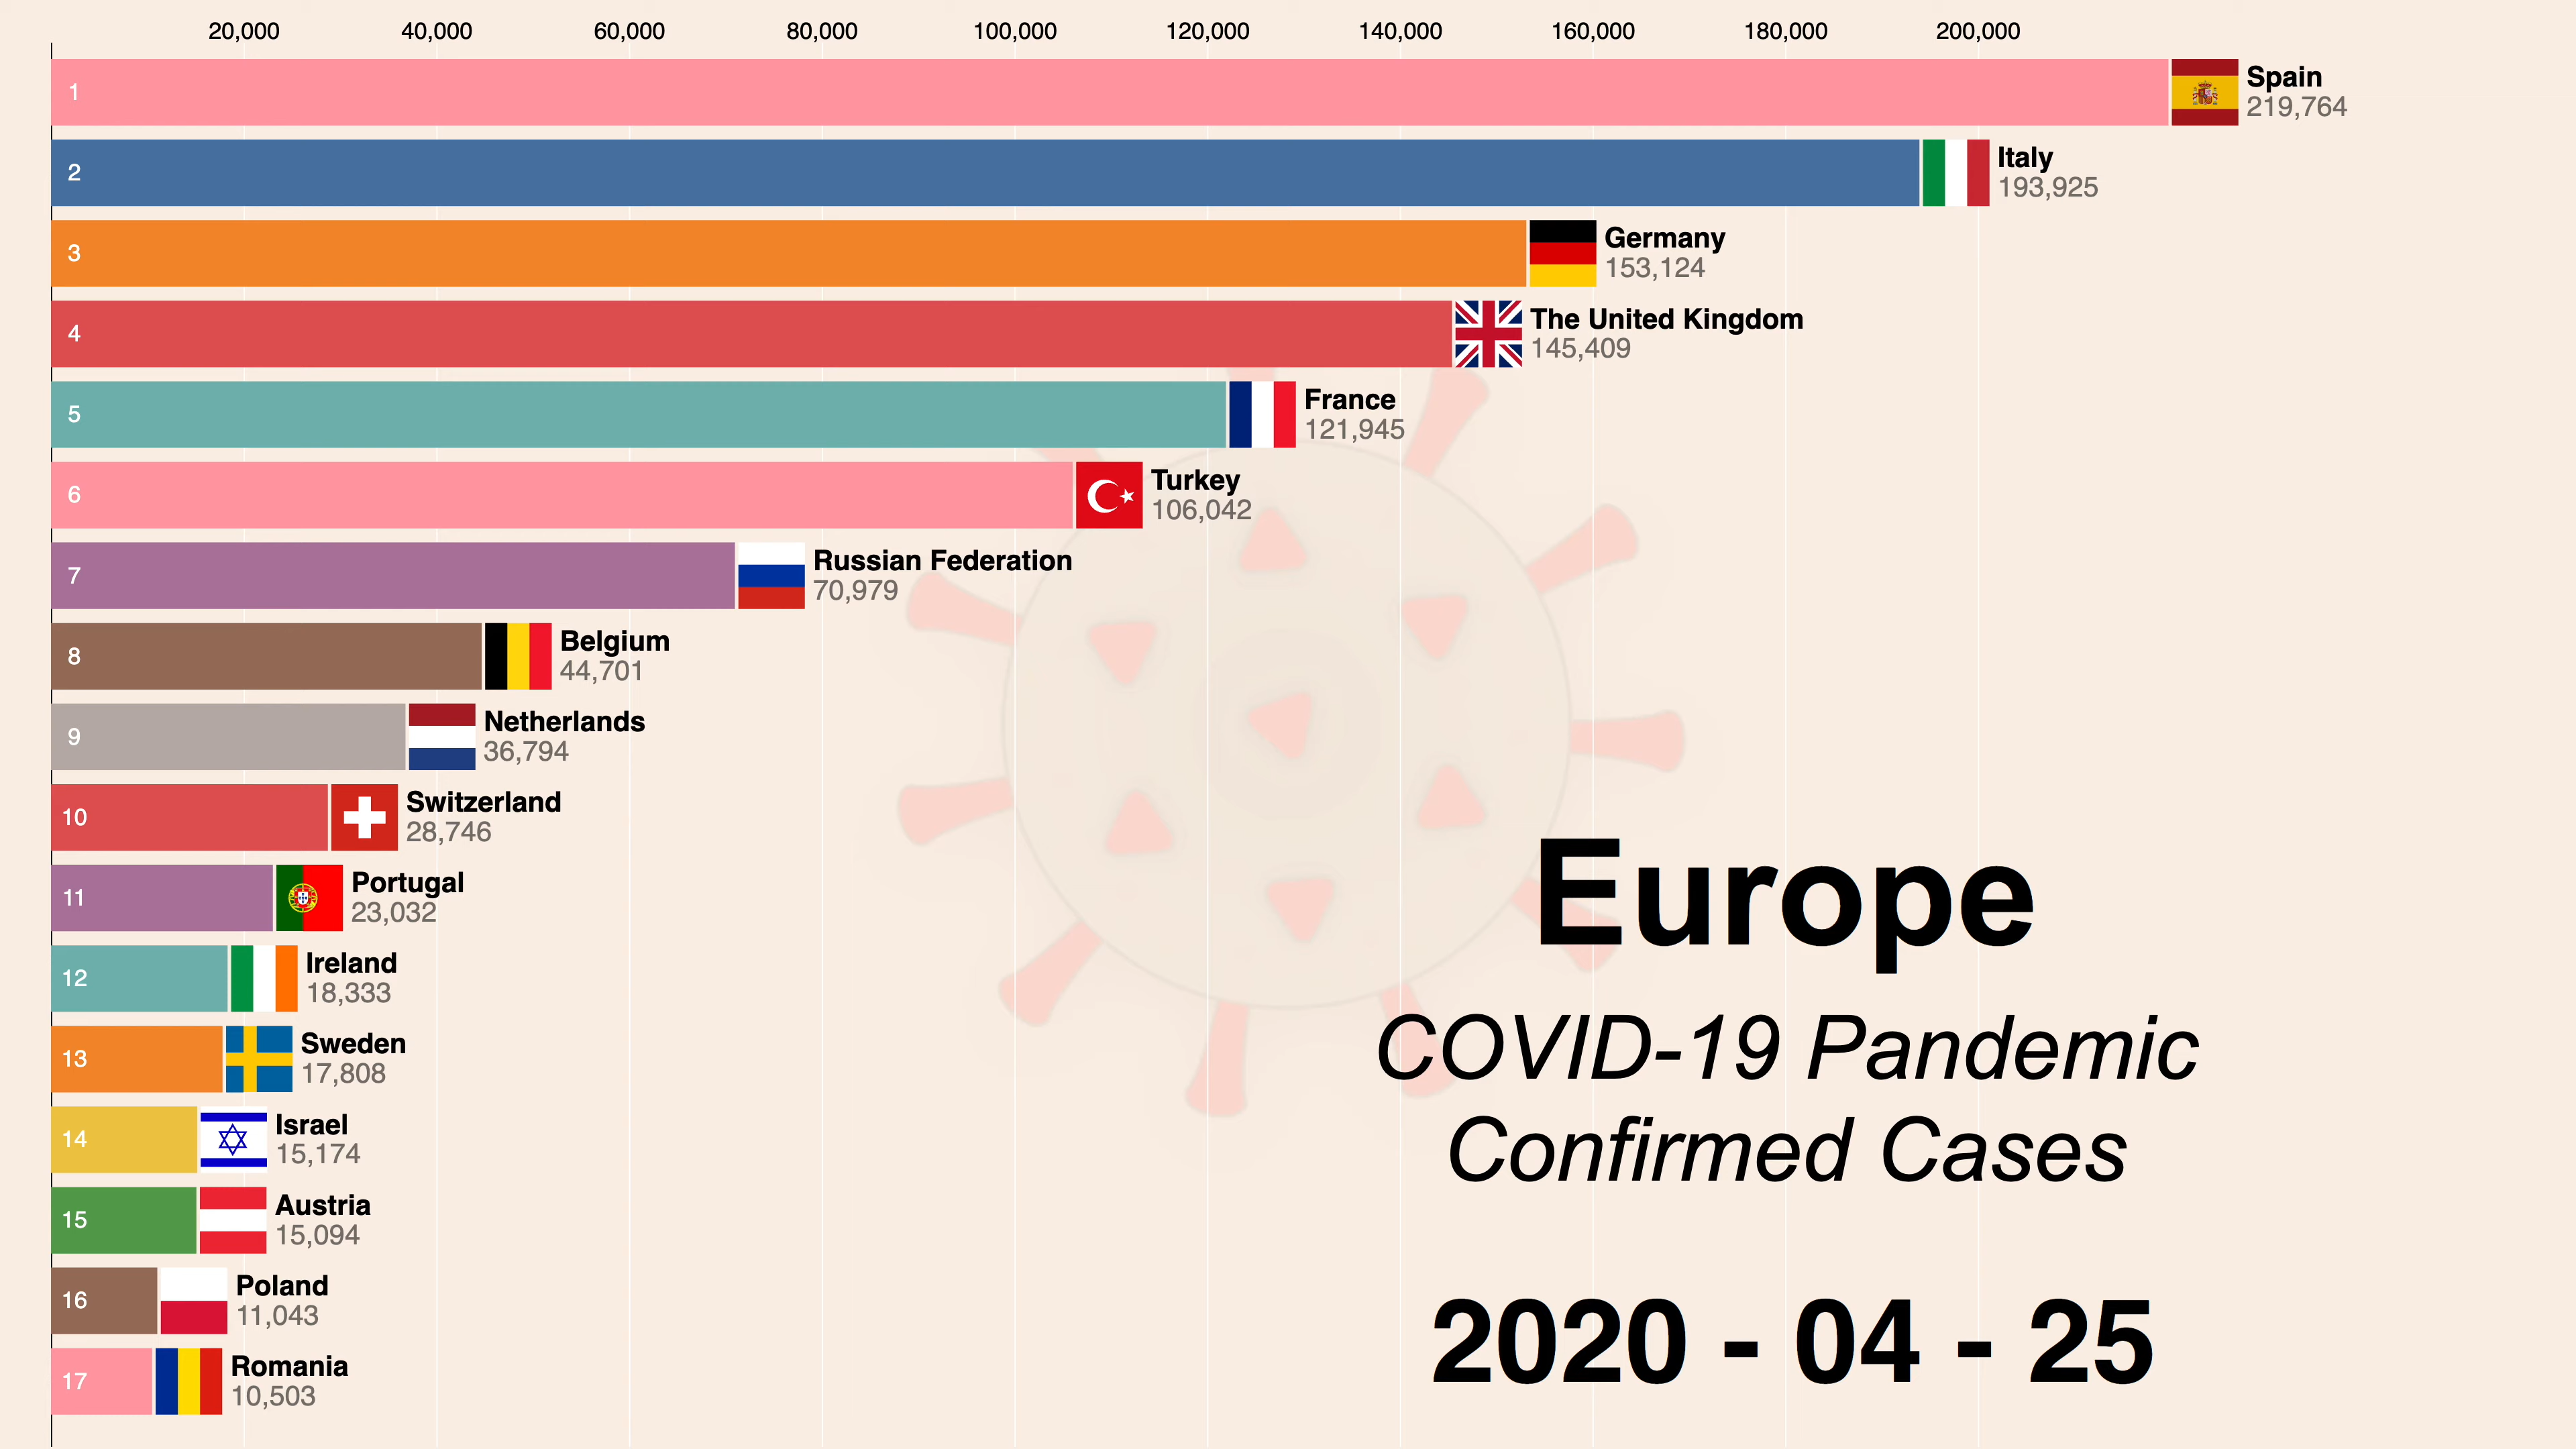 20,000 40,000 60,000 80,000 100,000 120,000 140,000 160,000 180,000 200,000
1 Spain
219,764
2 Italy
193,925
3 Germany
153,124
4 The United Kingdom
145,409
5 France
121,945
6 Turkey
106,042
7 Russian Federation
70,979
8 Belgium
44,701
9 Netherlands
36,794
10 Switzerland
28,746
11 Portugal
23,032
12 Ireland
18,333
13 Sweden
17,808
14 Israel
15,174
15 Austria
15,094
16 Poland
11,043
17 Romania
10,503
Europe
COVID-19 Pandemic
Confirmed Cases
2020 - 04 - 25